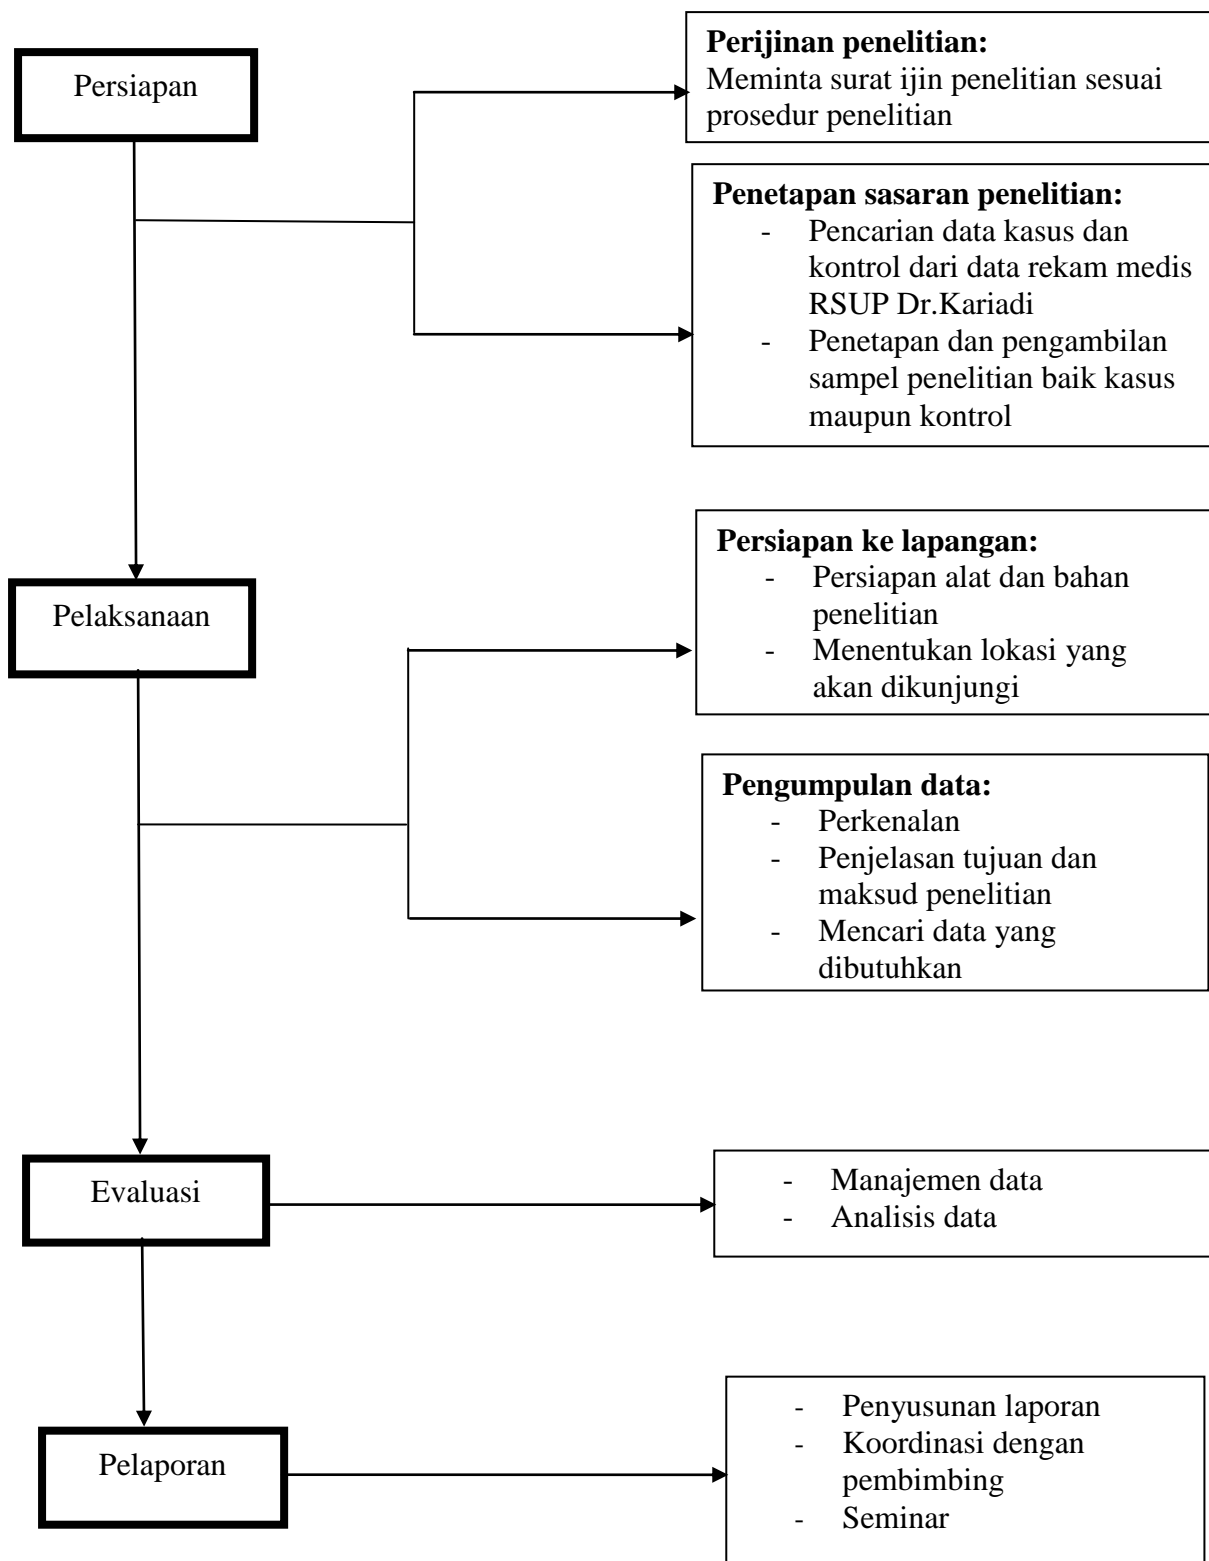 Persiapan
Perijinan penelitian:
Meminta surat ijin penelitian sesuai
prosedur penelitian
Penetapan sasaran penelitian:
- Pencarian data kasus dan
kontrol dari data rekam medis
RSUP Dr.Kariadi
- Penetapan dan pengambilan
sampel penelitian baik kasus
maupun kontrol
Pelaksanaan
Persiapan ke lapangan:
- Persiapan alat dan bahan
penelitian
- Menentukan lokasi yang
akan dikunjungi
Pengumpulan data:
- Perkenalan
- Penjelasan tujuan dan
maksud penelitian
- Mencari data yang
dibutuhkan
Evaluasi
- Manajemen data
- Analisis data
Pelaporan
- Penyusunan laporan
- Koordinasi dengan
pembimbing
- Seminar